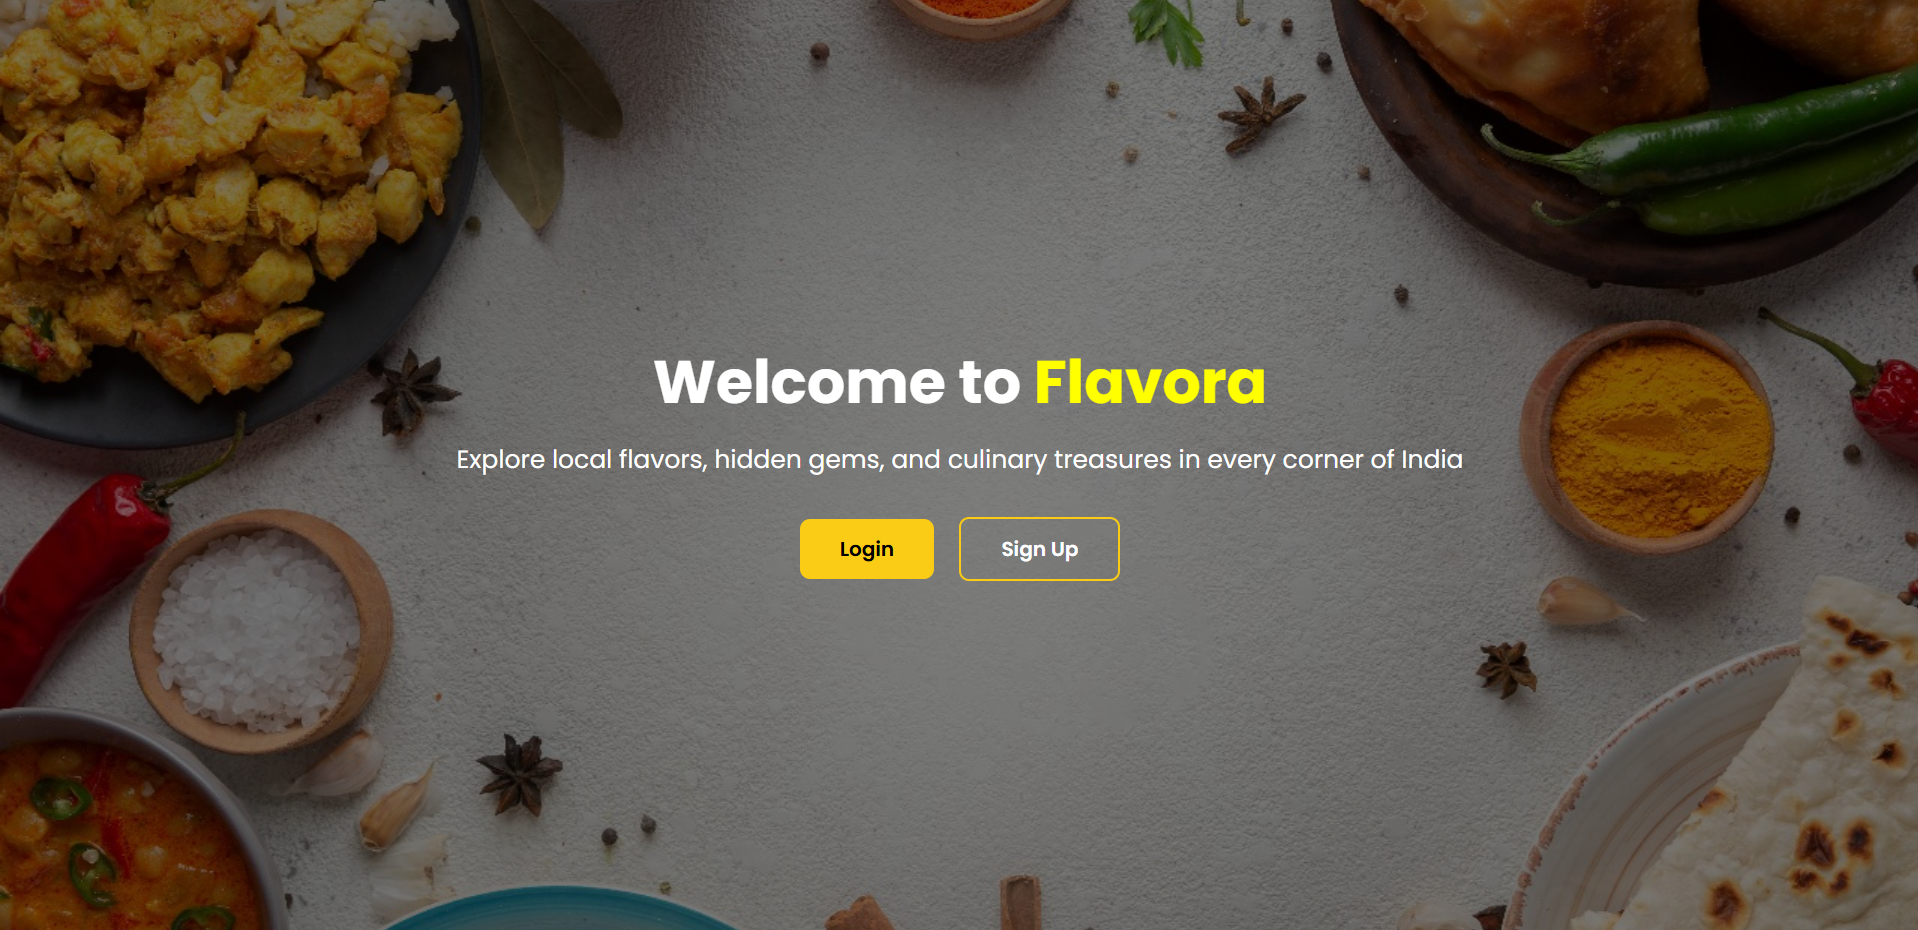 Welcome to Flavora
Explore local flavors, hidden gems, and culinary treasures in every corner of India
Login
Sign Up